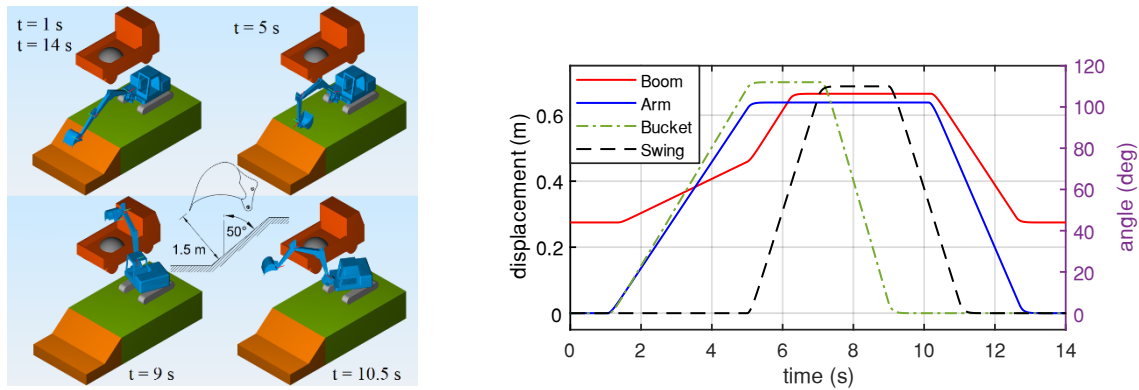 t = 1 s
t = 14 s
t = 5 s
1.5 m
50°
t = 9 s
t = 10.5 s
Boom
Arm
Bucket
Swing
displacement (m)
0.6
0.4
0.2
0
0 2 4 6 8 10 12 14
time (s)
120
100
80
60
40
20
0
angle (deg)